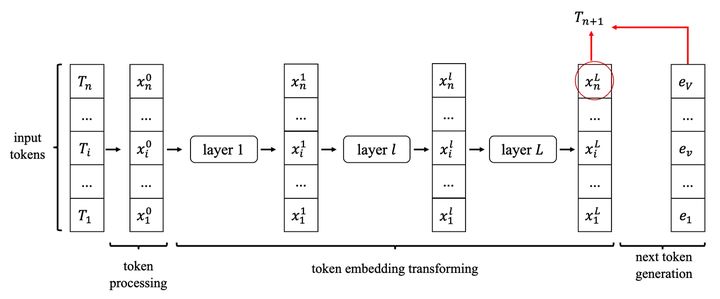 T_{n+1}
input
tokens
T_n
...
T_i
...
T_1
x_n^0
...
x_i^0
...
x_1^0
layer 1
x_n^1
...
x_i^1
...
x_1^1
layer l
x_n^l
...
x_i^l
...
x_1^l
layer L
x_n^L
...
x_i^L
...
x_1^L
e_V
...
e_v
...
e_1
token
processing
token embedding transforming
next token
generation